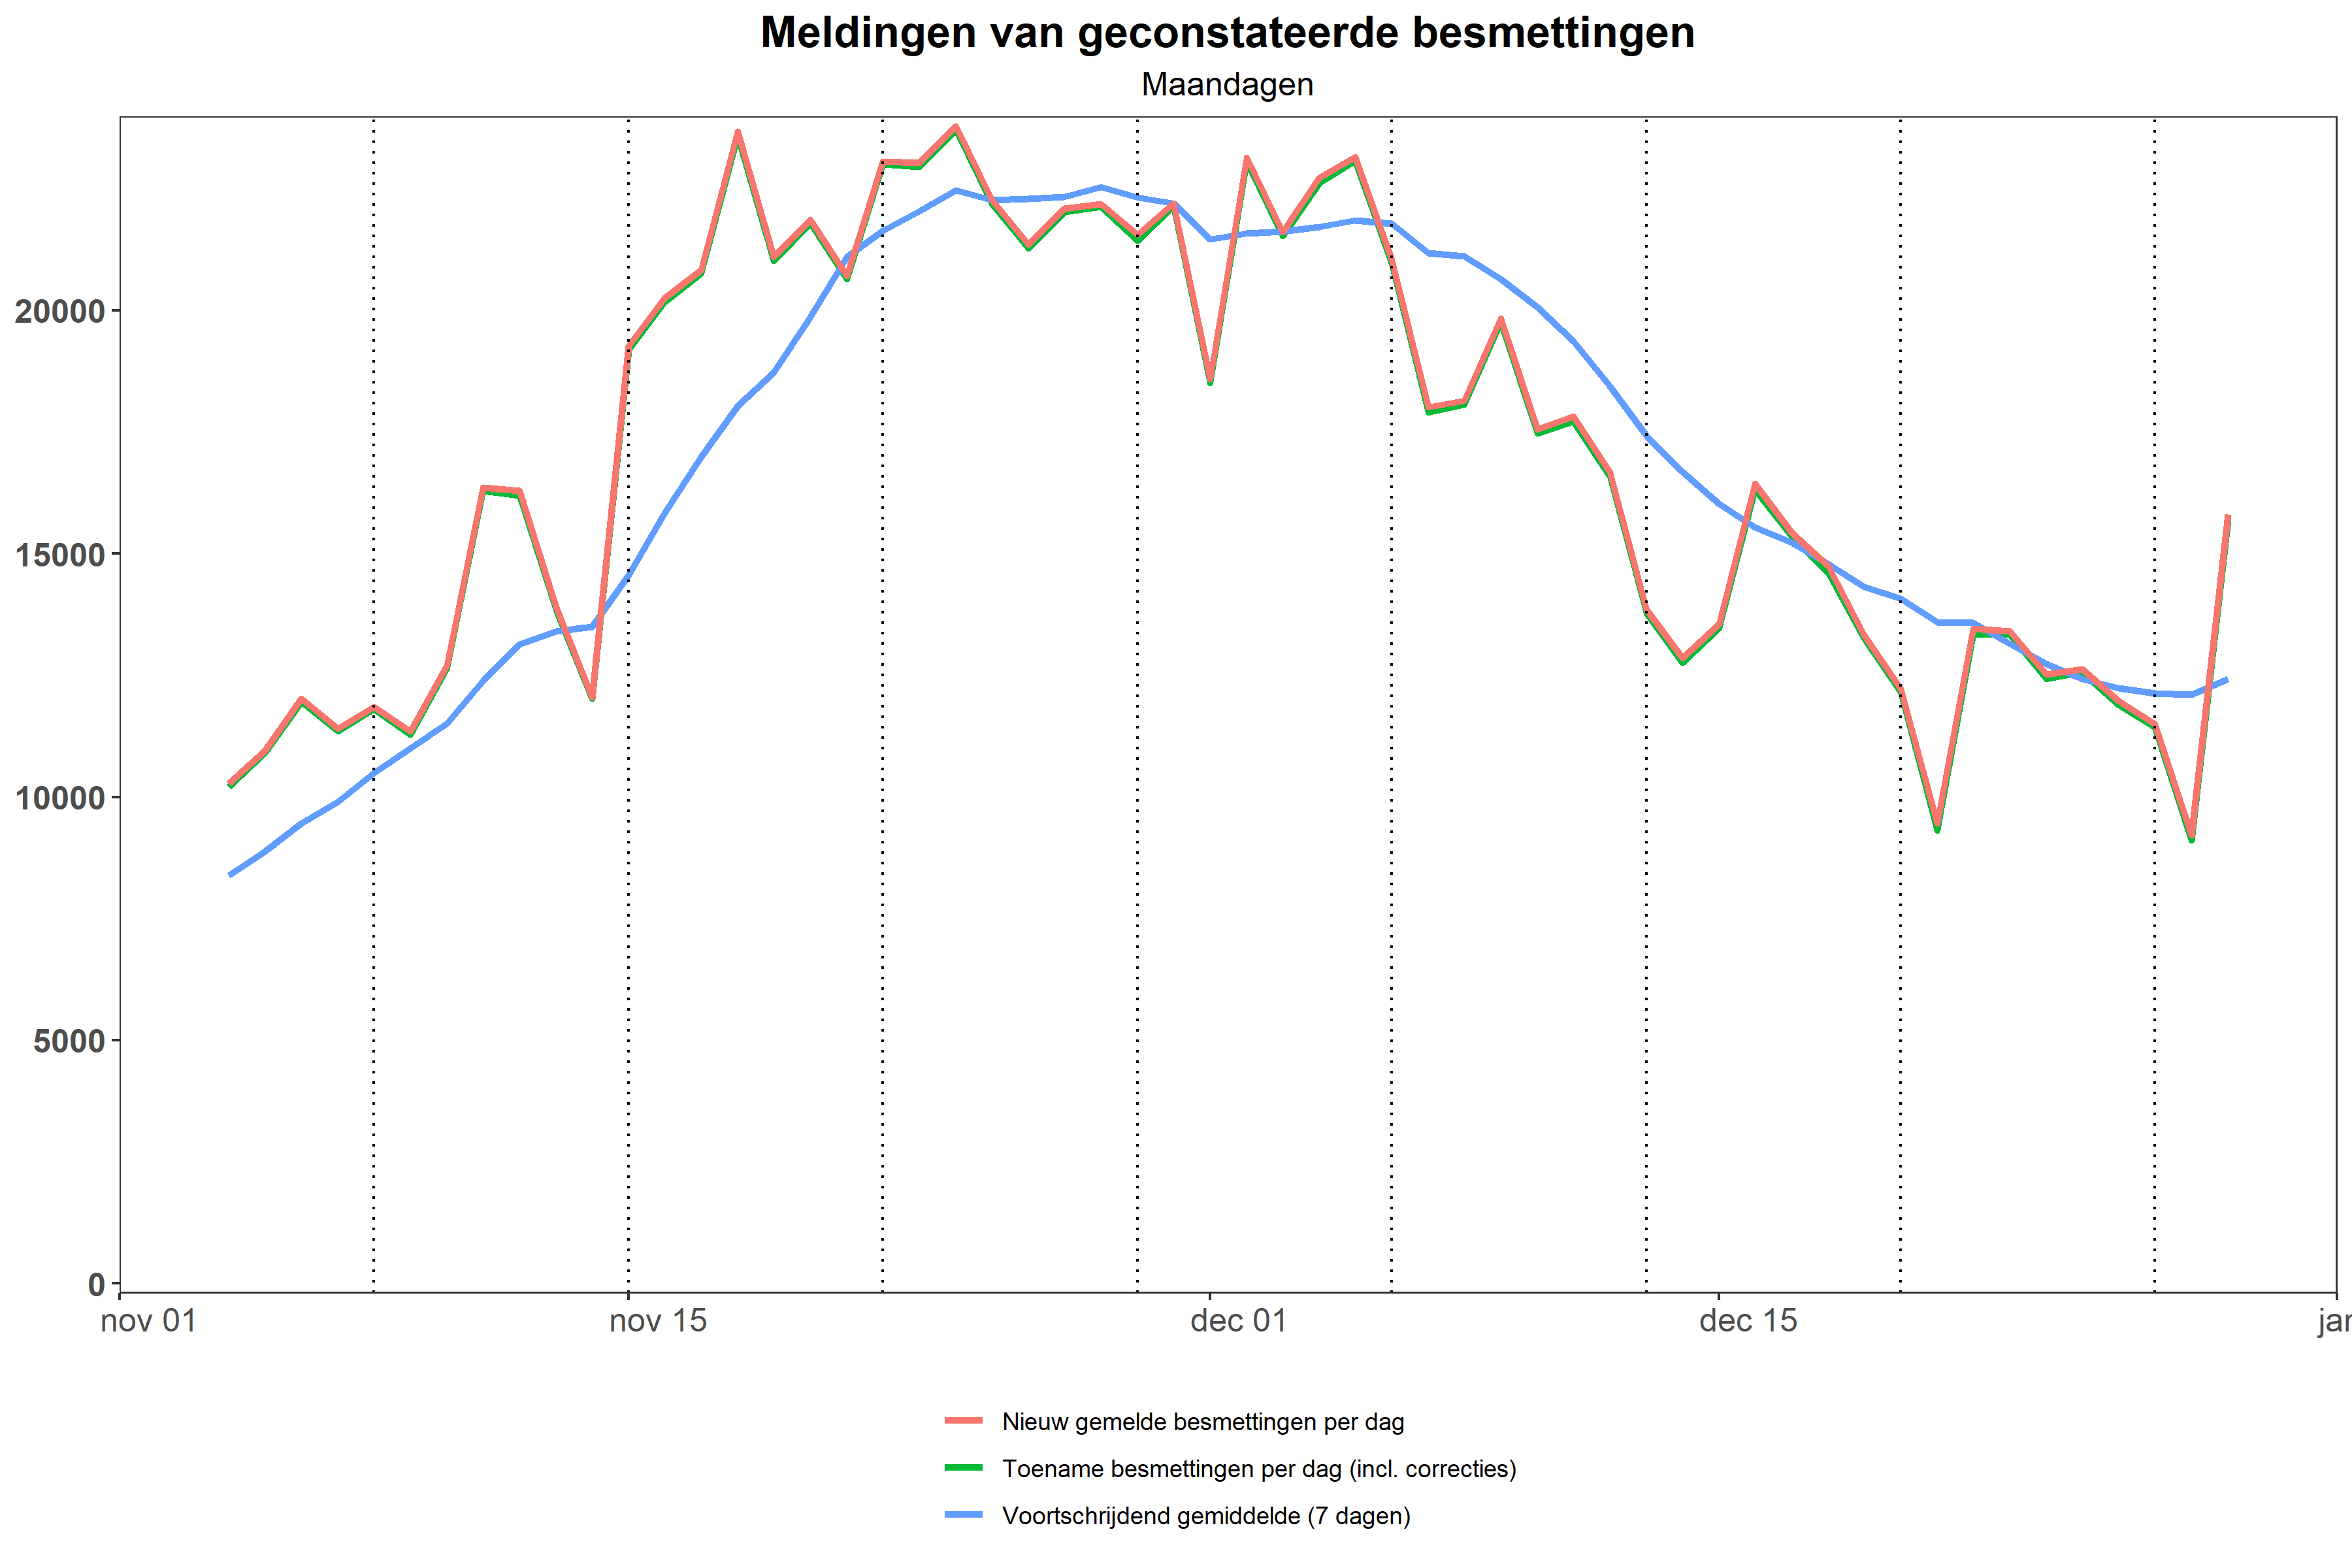 Meldingen van geconstateerde besmettingen
Maandagen
20000
15000
10000
5000
0
nov 01 nov 15 dec 01 dec 15 jan
Nieuw gemelde besmettingen per dag
Toename besmettingen per dag (incl. correcties)
Voortschrijdend gemiddelde (7 dagen)